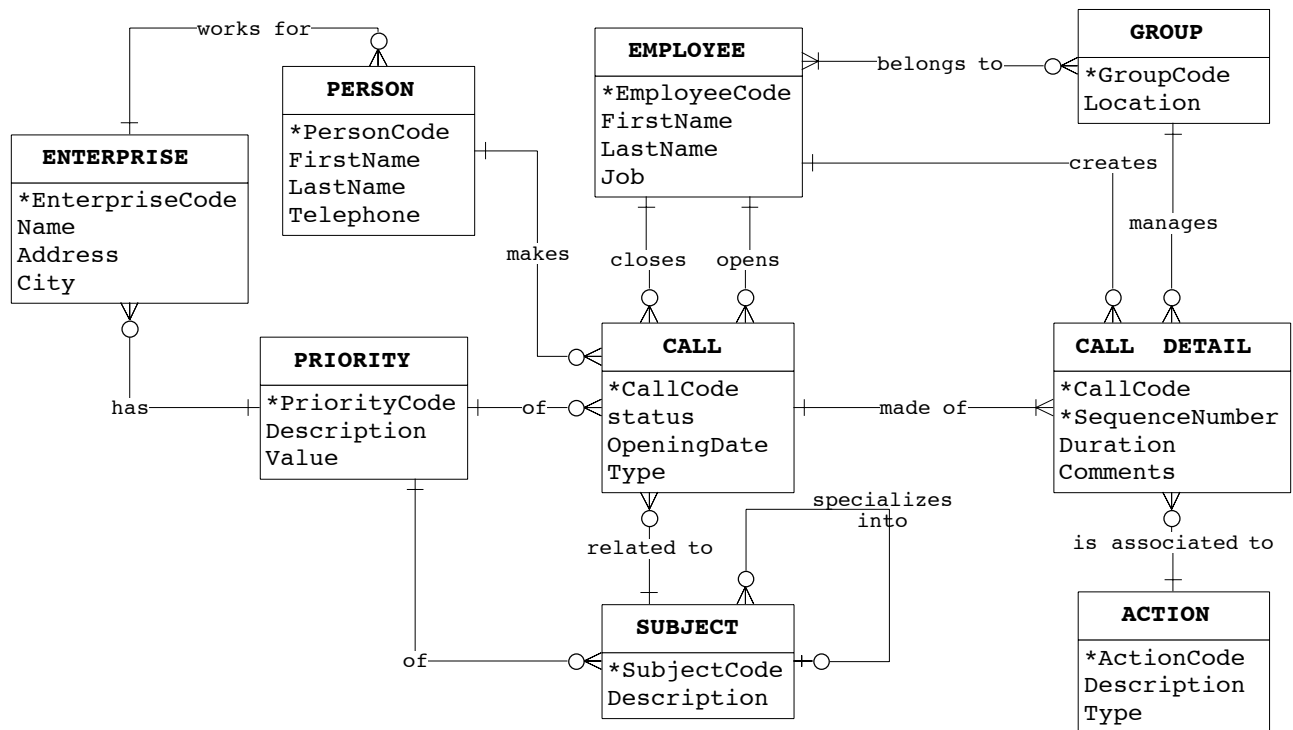 works for
PERSON
*PersonCode
FirstName
LastName
Telephone
ENTERPRISE
*EnterpriseCode
Name
Address
City
EMPLOYEE
*EmployeeCode
FirstName
LastName
Job
belongs to
GROUP
*GroupCode
Location
creates
manages
makes
closes
opens
has
PRIORITY
*PriorityCode
Description
Value
of
CALL
*CallCode
status
OpeningDate
Type
made of
CALL DETAIL
*CallCode
*SequenceNumber
Duration
Comments
specializes
into
related to
is associated to
of
SUBJECT
*SubjectCode
Description
ACTION
*ActionCode
Description
Type